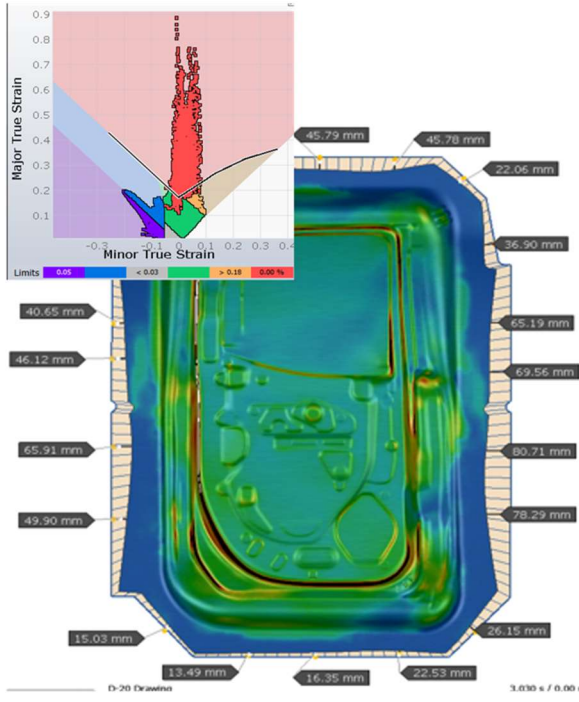 0.9
0.8
0.7
0.6
0.5
0.4
0.3
0.2
0.1
Major True Strain
-0.3
-0.1
0
0.1
0.2
0.3
0.4
Minor True Strain
Limits 0.05 < 0.03 > 0.18 0.00 %
45.79 mm
45.78 mm
22.06 mm
36.90 mm
40.65 mm
65.19 mm
46.12 mm
69.56 mm
65.91 mm
80.71 mm
49.90 mm
78.29 mm
15.03 mm
26.15 mm
13.49 mm
16.35 mm
22.53 mm
D-20 Drawing
3.030 s / 0.00